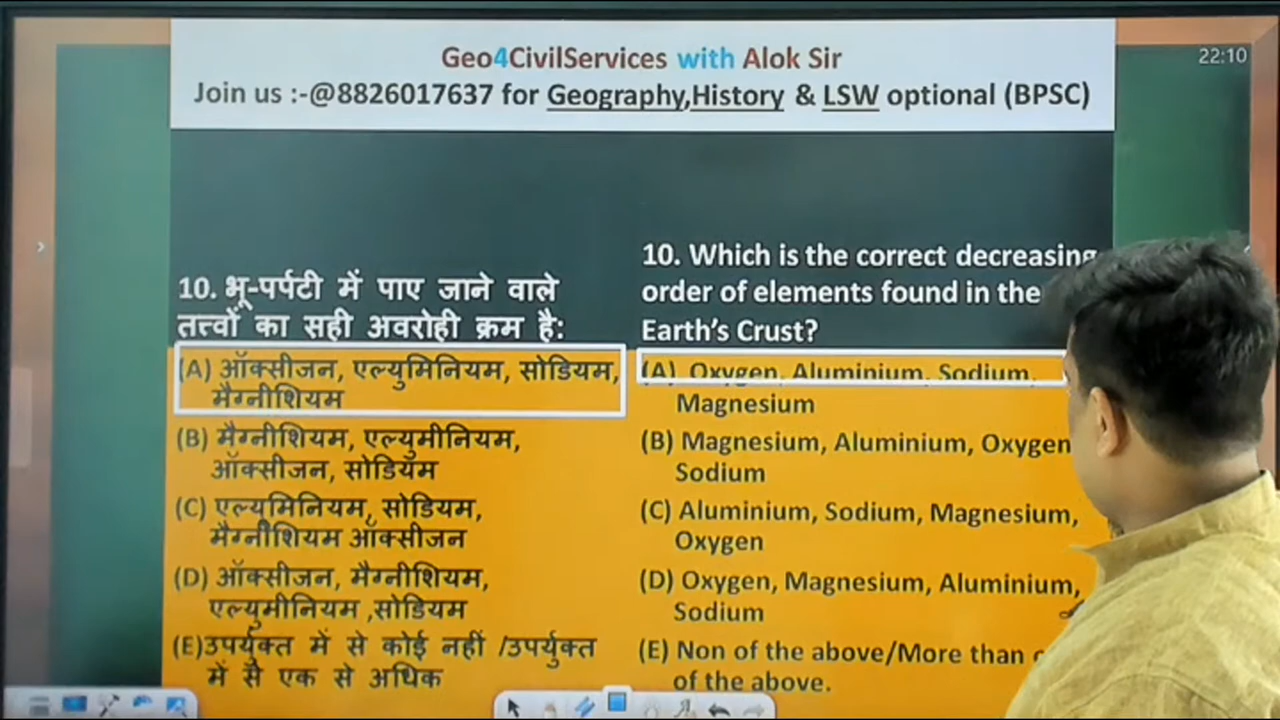 Geo4CivilServices with Alok Sir
Join us :-@8826017637 for Geography,History & LSW optional (BPSC)
22:10
10. भू-पर्पटी में पाए जाने वाले
तत्त्वों का सही अवरोही क्रम है:
(A) ऑक्सीजन, एल्युमिनियम, सोडियम,
मैग्नीशियम
(B) मैग्नीशियम, एल्युमीनियम,
ऑक्सीजन, सोडियम
(C) एल्युमिनियम, सोडियम,
मैग्नीशियम ऑक्सीजन
(D) ऑक्सीजन, मैग्नीशियम,
एल्युमीनियम ,सोडियम
(E)उपर्युक्त में से कोई नहीं /उपर्युक्त
में से एक से अधिक
10. Which is the correct decreasing
order of elements found in the
Earth's Crust?
(A) Oxygen, Aluminium, Sodium,
Magnesium
(B) Magnesium, Aluminium, Oxygen
Sodium
(C) Aluminium, Sodium, Magnesium,
Oxygen
(D) Oxygen, Magnesium, Aluminium,
Sodium
(E) Non of the above/More than
of the above.